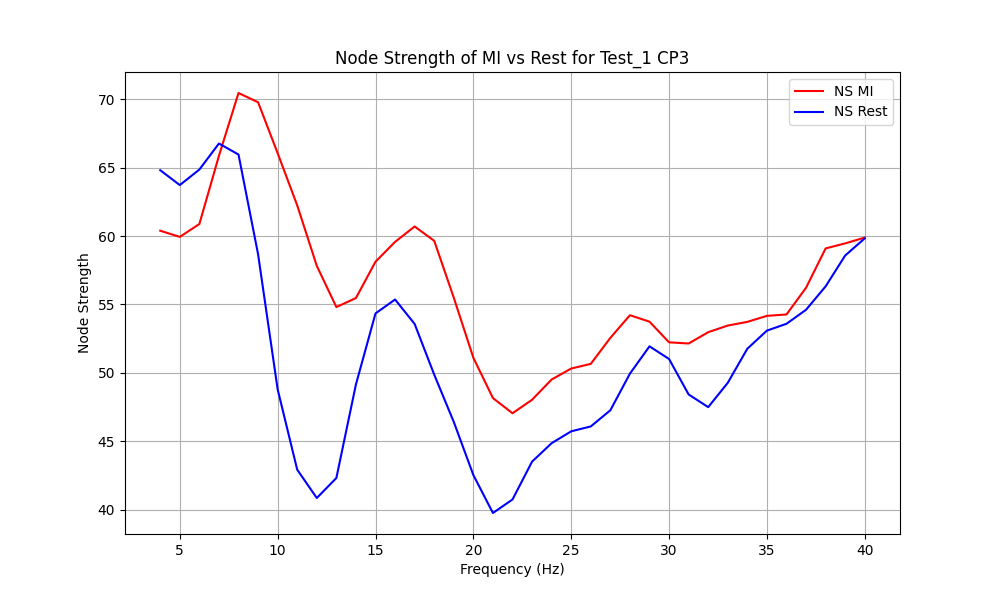 Node Strength of MI vs Rest for Test_1 CP3
NS MI
NS Rest
Node Strength
70
65
60
55
50
45
40
5 10 15 20 25 30 35 40
Frequency (Hz)